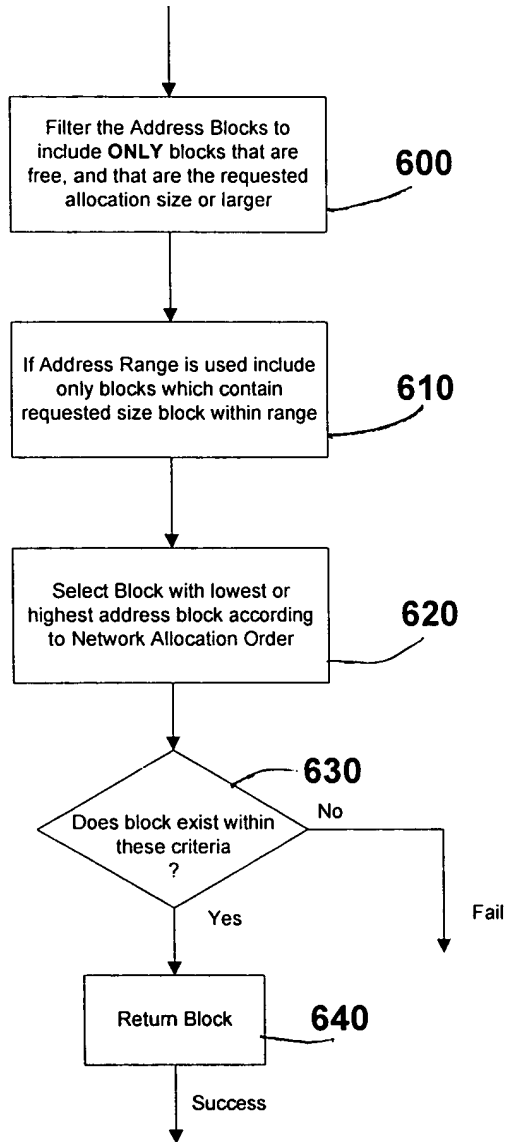 Filter the Address Blocks to
include ONLY blocks that are
free, and that are the requested
allocation size or larger
600
If Address Range is used include
only blocks which contain
requested size block within range
610
Select Block with lowest or
highest address block according
to Network Allocation Order
620
630
Does block exist within
these criteria
?
No
Fail
Yes
Return Block
640
Success